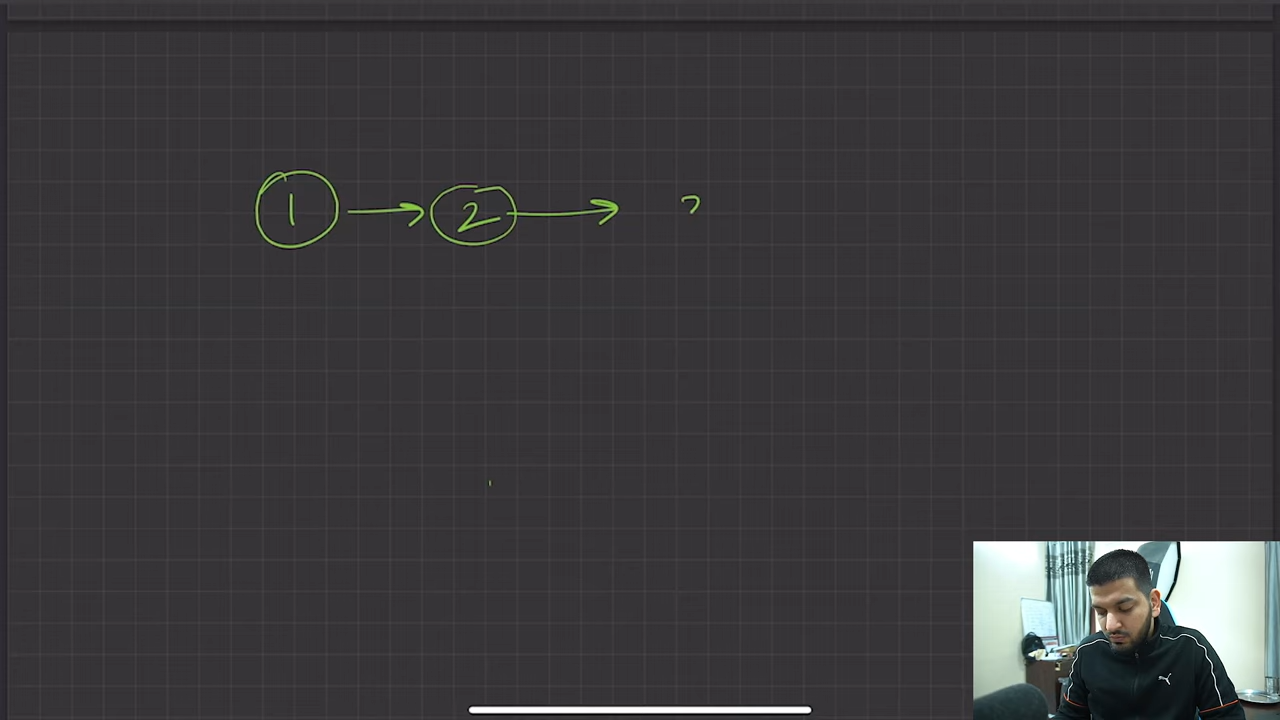 1 → 2 →